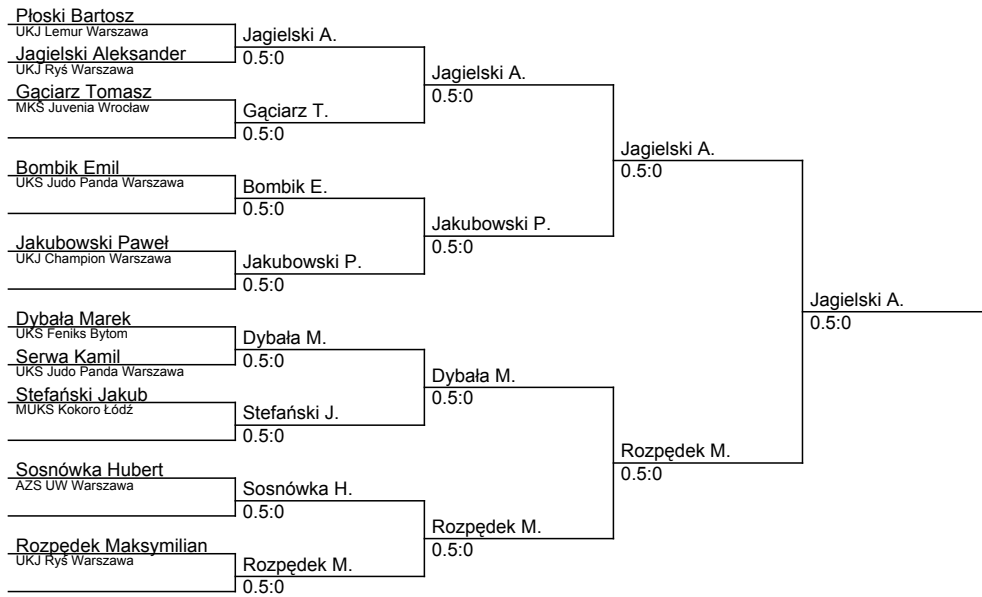 Płoski Bartosz
UKJ Lemur Warszawa
Jagielski Aleksander
UKJ Ryś Warszawa
Gąciarz Tomasz
MKS Juvenia Wrocław
Bombik Emil
UKS Judo Panda Warszawa
Jakubowski Paweł
UKJ Champion Warszawa
Dybała Marek
UKS Feniks Bytom
Serwa Kamil
UKS Judo Panda Warszawa
Stefański Jakub
MUKS Kokoro Łódź
Sosnówka Hubert
AZS UW Warszawa
Rozpędek Maksymilian
UKJ Ryś Warszawa
Jagielski A.
0.5:0
Gąciarz T.
0.5:0
Bombik E.
0.5:0
Jakubowski P.
0.5:0
Dybała M.
0.5:0
Stefański J.
0.5:0
Sosnówka H.
0.5:0
Rozpędek M.
0.5:0
Jagielski A.
0.5:0
Jakubowski P.
0.5:0
Dybała M.
0.5:0
Rozpędek M.
0.5:0
Jagielski A.
0.5:0
Rozpędek M.
0.5:0
Jagielski A.
0.5:0